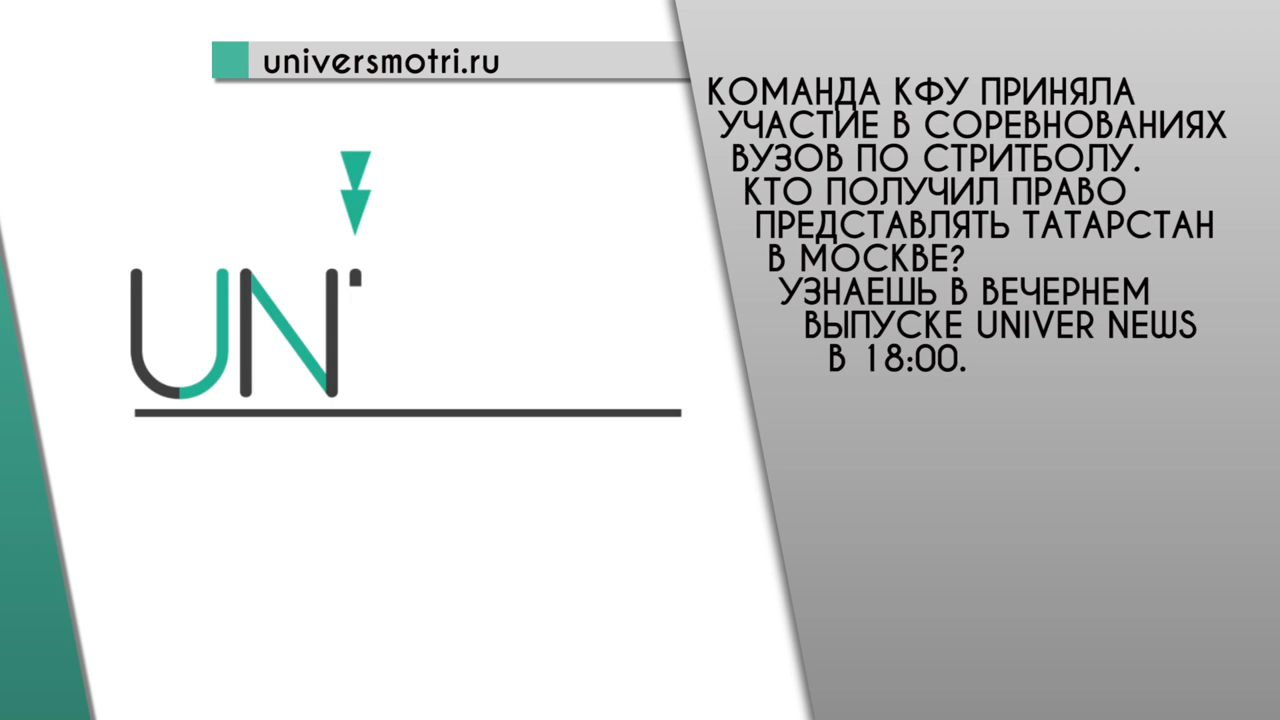 universmotri.ru
UN
КОМАНДА КФУ ПРИНЯЛА
УЧАСТИЕ В СОРЕВНОВАНИЯХ
ВУЗОВ ПО СТРИТБОЛУ.
КТО ПОЛУЧИЛ ПРАВО
ПРЕДСТАВЛЯТЬ ТАТАРСТАН
В МОСКВЕ?
УЗНАЕШЬ В ВЕЧЕРНЕМ
ВЫПУСКЕ UNIVER NEWS
В 18:00.